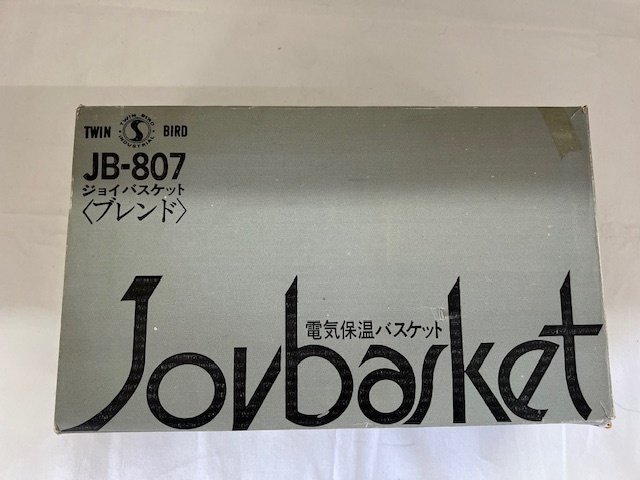 TWIN BIRD
TWIN BIRD INDUSTRIAL
JB-807
ジョイバスケット
〈ブレンド〉
電気保温バスケット
Joybasket